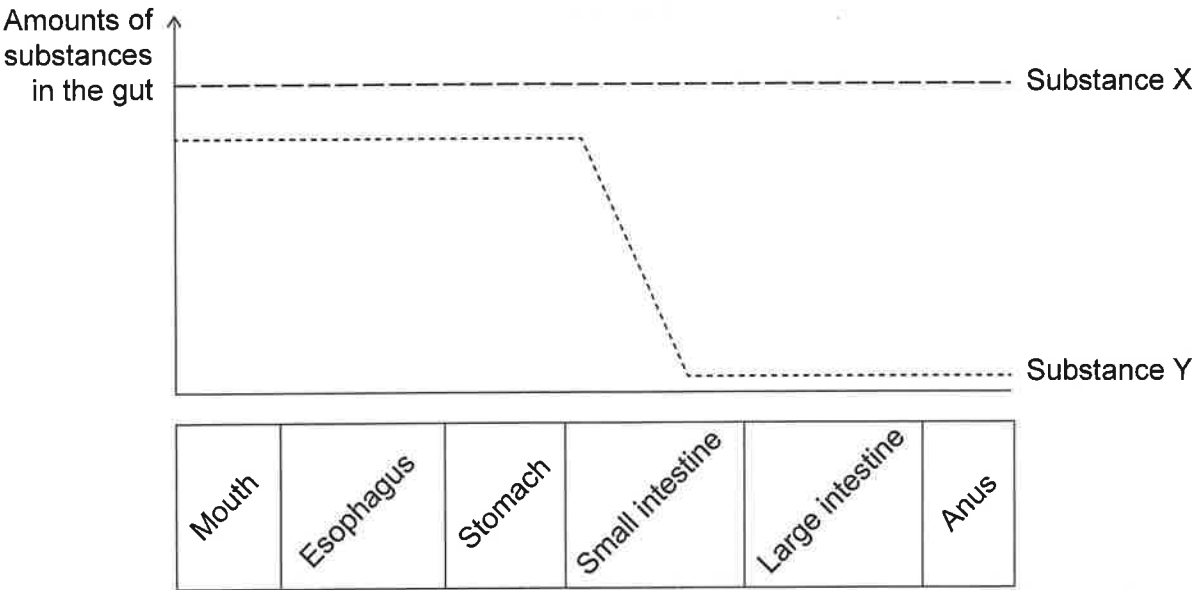 Amounts of
substances
in the gut
Substance X
Substance Y
Mouth
Esophagus
Stomach
Small intestine
Large intestine
Anus